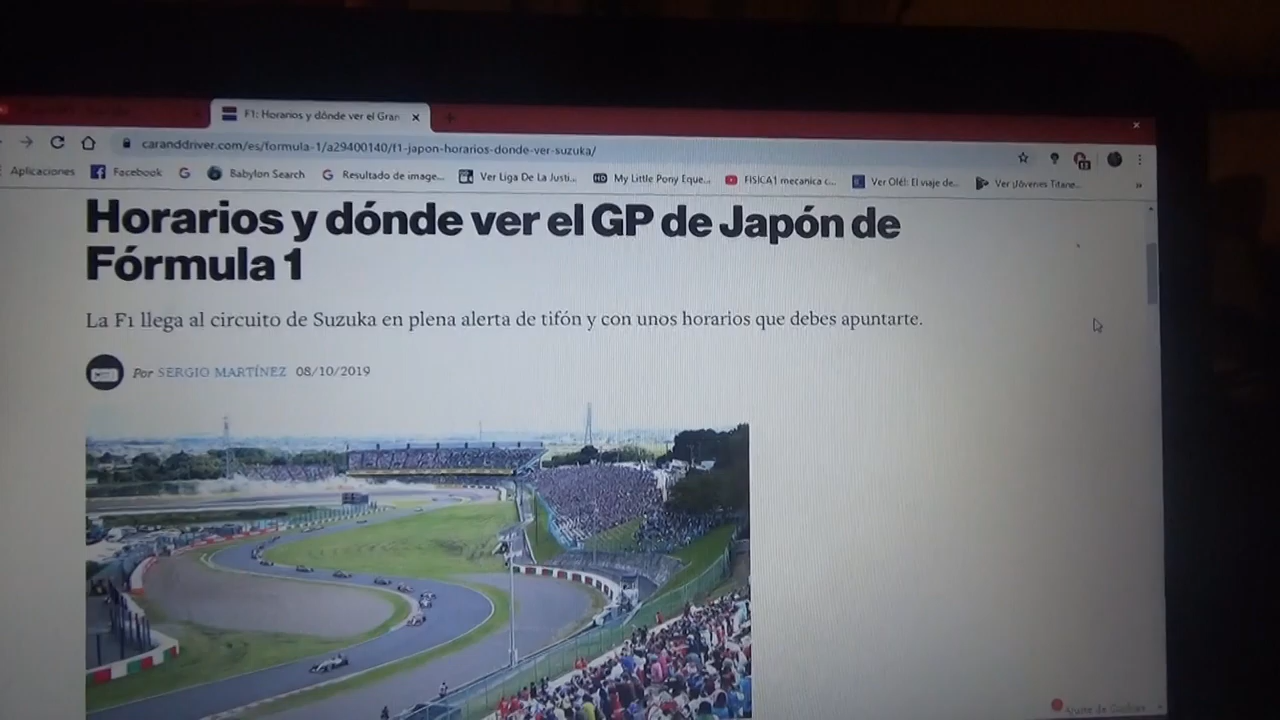 F1: Horarios y dónde ver el Gran
caranddriver.com/es/formula-1/a29400140/f1-japon-horarios-donde-ver-suzuka/
Aplicaciones Facebook Babylon Search Resultado de image... Ver Liga De La Justi... My Little Pony Eque... FISICA1 mecanica c... Ver Olé!: El viaje de... Ver Jóvenes Titane...
Horarios y dónde ver el GP de Japón de
Fórmula 1
La F1 llega al circuito de Suzuka en plena alerta de tifón y con unos horarios que debes apuntarte.
Por SERGIO MARTÍNEZ 08/10/2019
Ajuste de Cookies